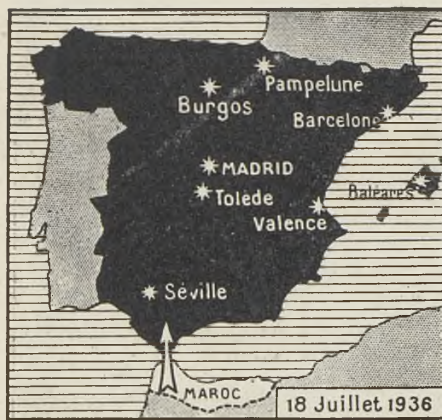 Pampelune
Burgos
Barcelone
MADRID
Tolède
Baléares
Valence
Séville
MAROC
18 Juillet 1936